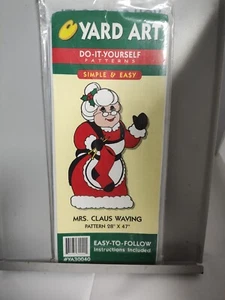 YARD ART
DO-IT-YOURSELF
PATTERNS
SIMPLE & EASY
MRS. CLAUS WAVING
PATTERN 28" X 47"
EASY-TO-FOLLOW
Instructions Included!
#YA30040